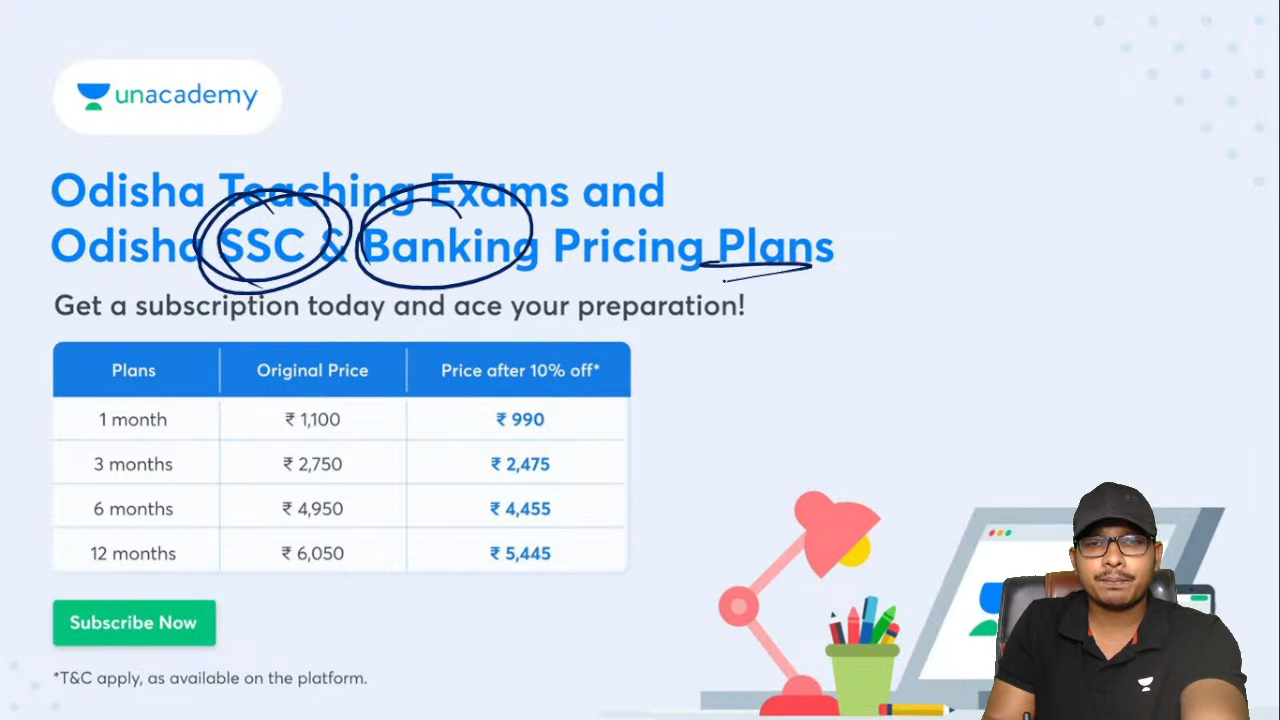 unacademy
Odisha Teaching Exams and
Odisha SSC & Banking Pricing Plans
Get a subscription today and ace your preparation!
Plans Original Price Price after 10% off*
1 month ₹ 1,100 ₹ 990
3 months ₹ 2,750 ₹ 2,475
6 months ₹ 4,950 ₹ 4,455
12 months ₹ 6,050 ₹ 5,445
Subscribe Now
*T&C apply, as available on the platform.